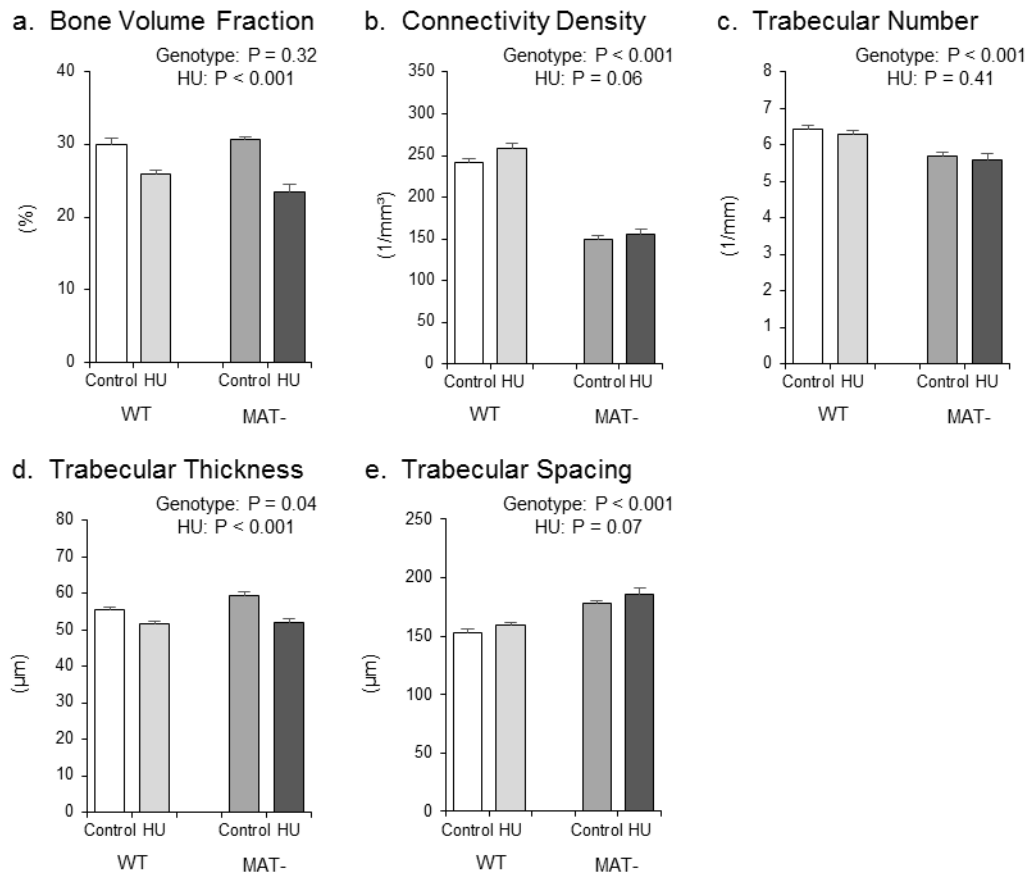 a. Bone Volume Fraction
Genotype: P = 0.32
HU: P < 0.001
40
30
20
10
0
(%)
Control HU
Control HU
WT
MAT-
b. Connectivity Density
Genotype: P < 0.001
HU: P = 0.06
350
300
250
200
150
100
50
0
(1/mm³)
Control HU
Control HU
WT
MAT-
c. Trabecular Number
Genotype: P < 0.001
HU: P = 0.41
8
7
6
5
4
3
2
1
0
(1/mm)
Control HU
Control HU
WT
MAT-
d. Trabecular Thickness
Genotype: P = 0.04
HU: P < 0.001
80
70
60
50
40
30
20
10
0
(µm)
Control HU
Control HU
WT
MAT-
e. Trabecular Spacing
Genotype: P < 0.001
HU: P = 0.07
250
200
150
100
50
0
(µm)
Control HU
Control HU
WT
MAT-